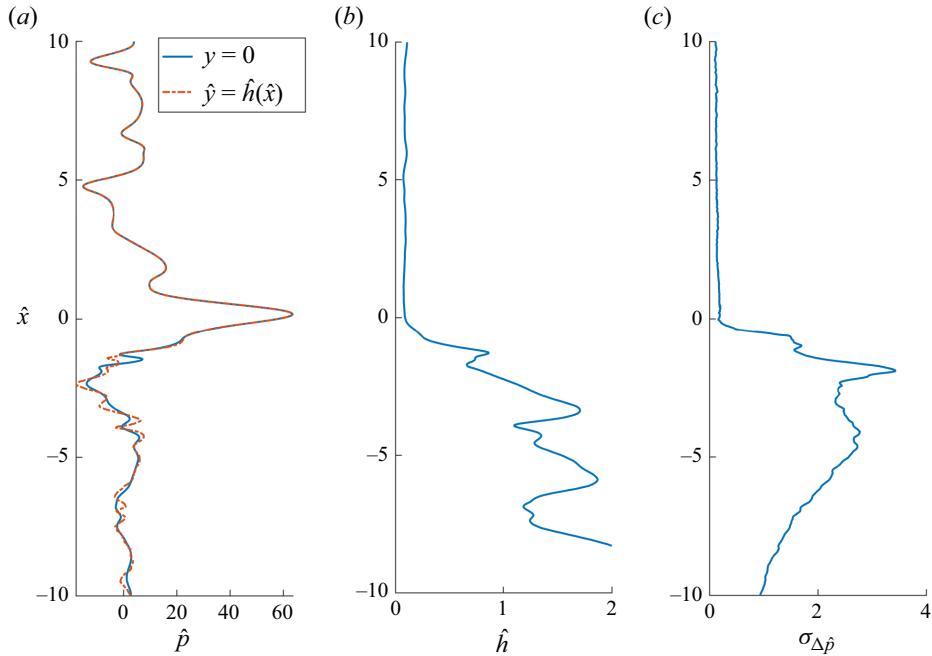 (a) (b) (c)
10 10 10
y = 0
ŷ = ĥ(x̂)
5 5 5
x̂ 0 0 0
–5 –5 –5
–10 –10 –10
0 20 40 60 0 1 2 0 2 4
p̂ ĥ σΔp̂